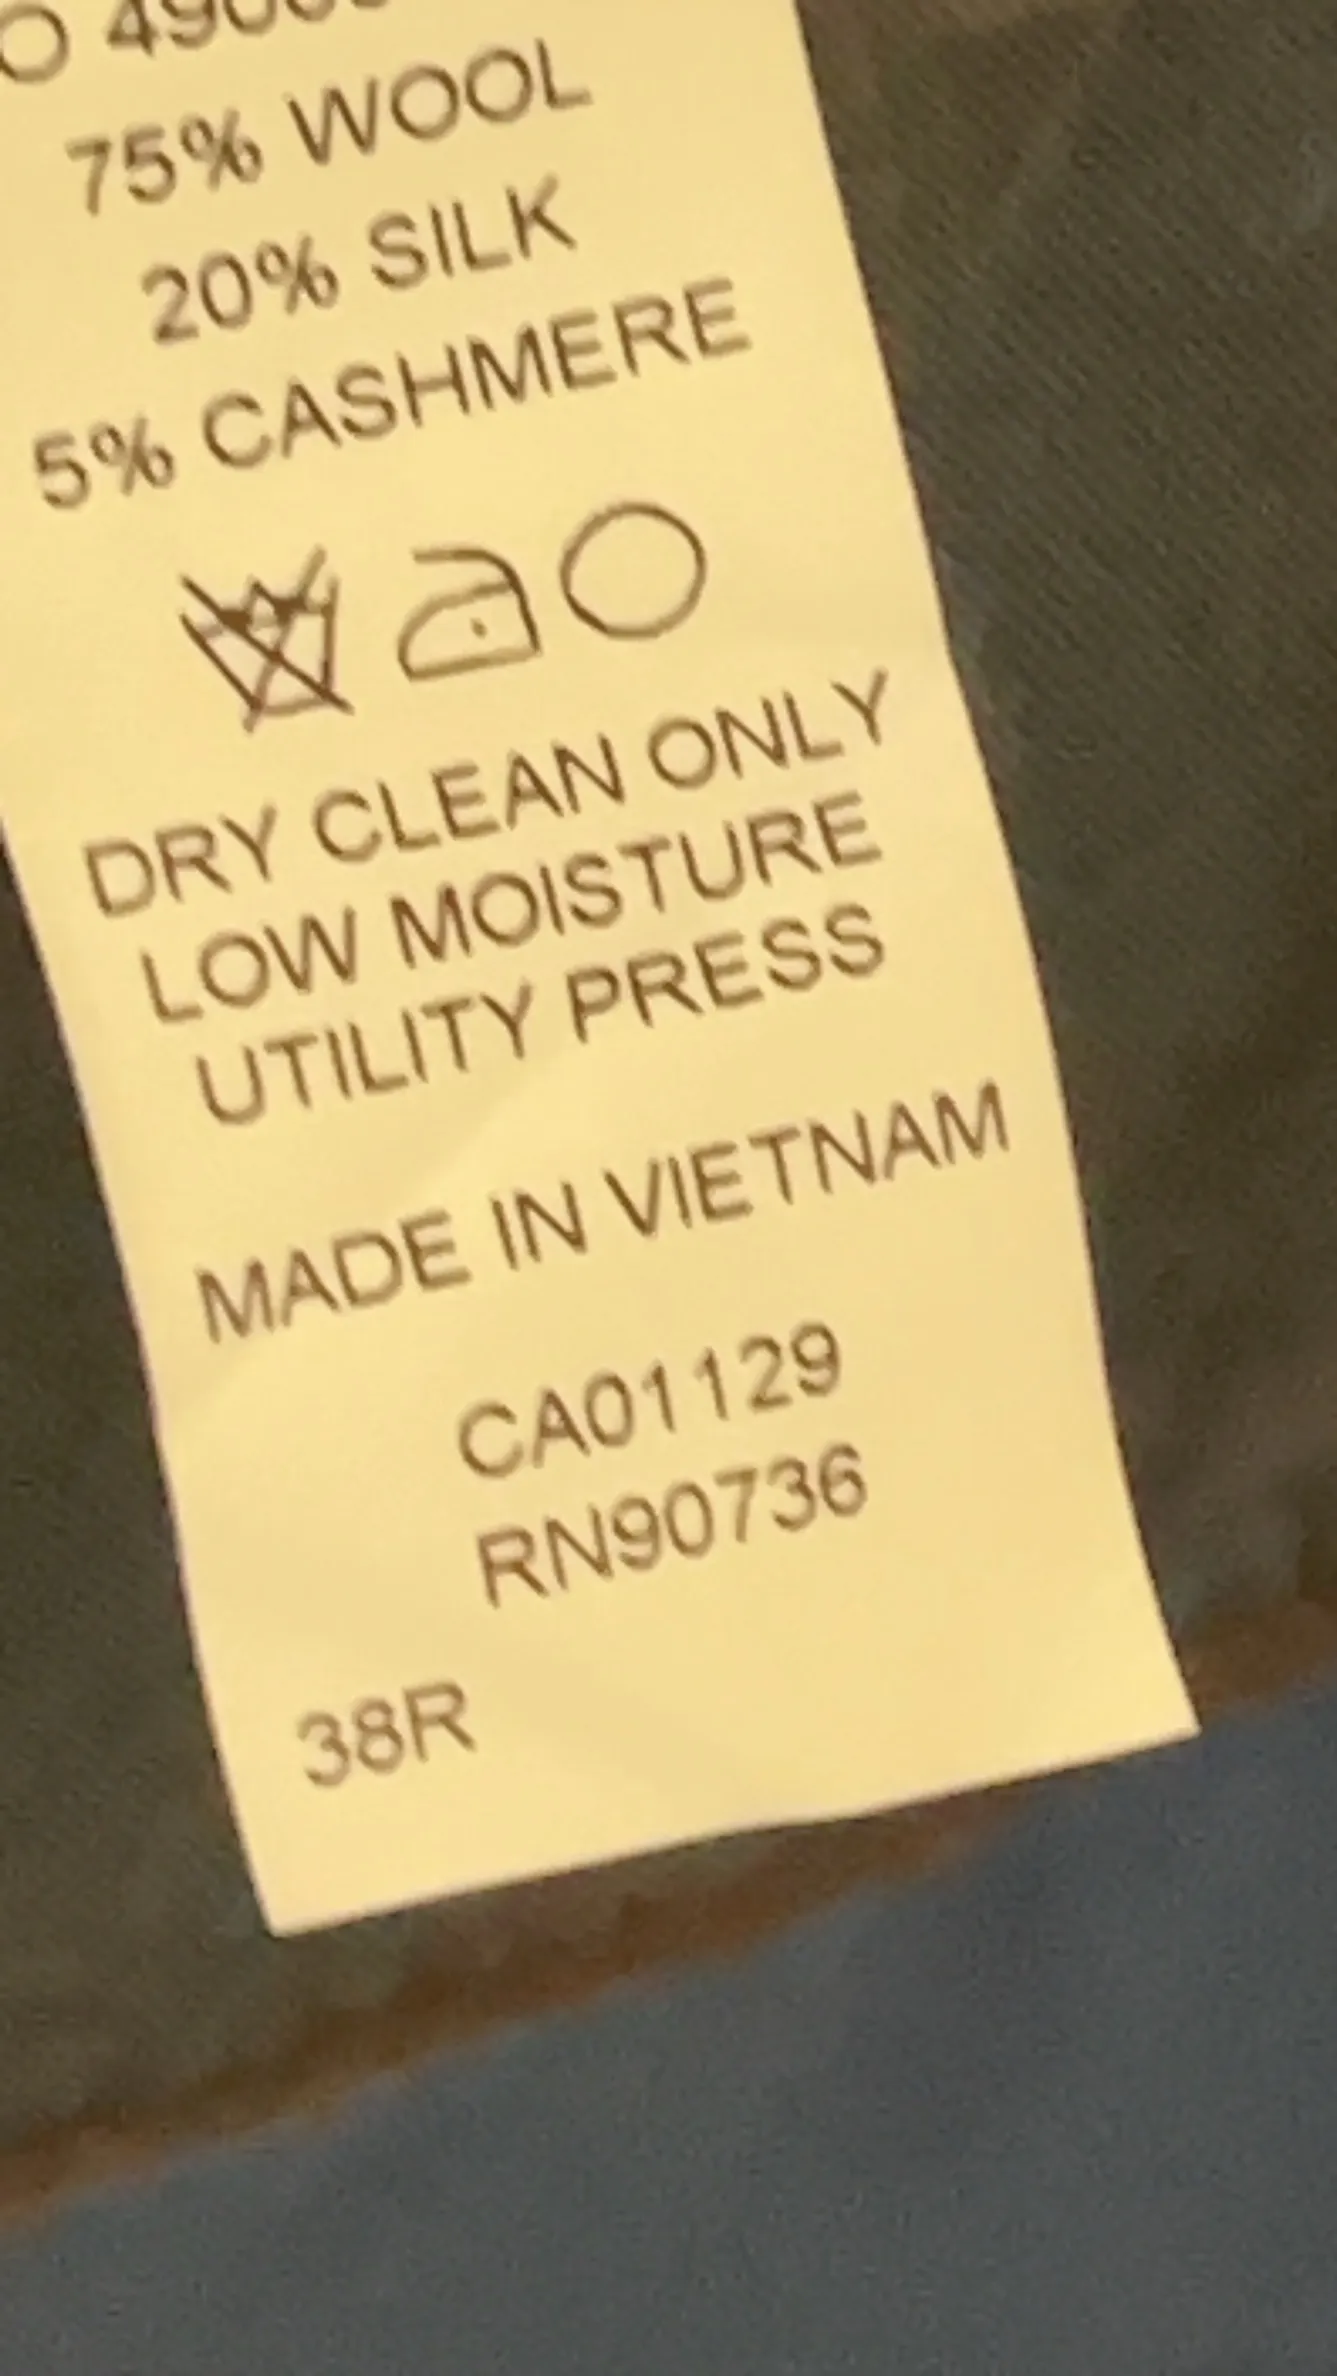 75% WOOL
20% SILK
5% CASHMERE
DRY CLEAN ONLY
LOW MOISTURE
UTILITY PRESS
MADE IN VIETNAM
CA01129
RN90736
38R